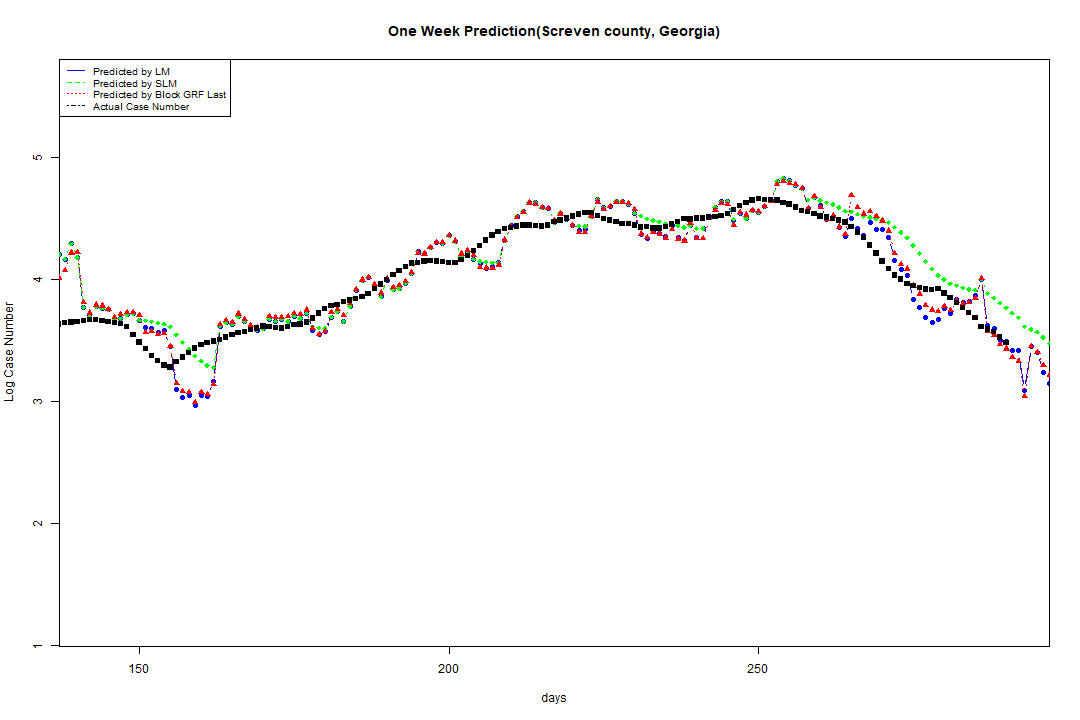 One Week Prediction(Screven county, Georgia)
Predicted by LM
Predicted by SLM
Predicted by Block GRF Last
Actual Case Number
5
4
3
2
1
Log Case Number
150 200 250
days